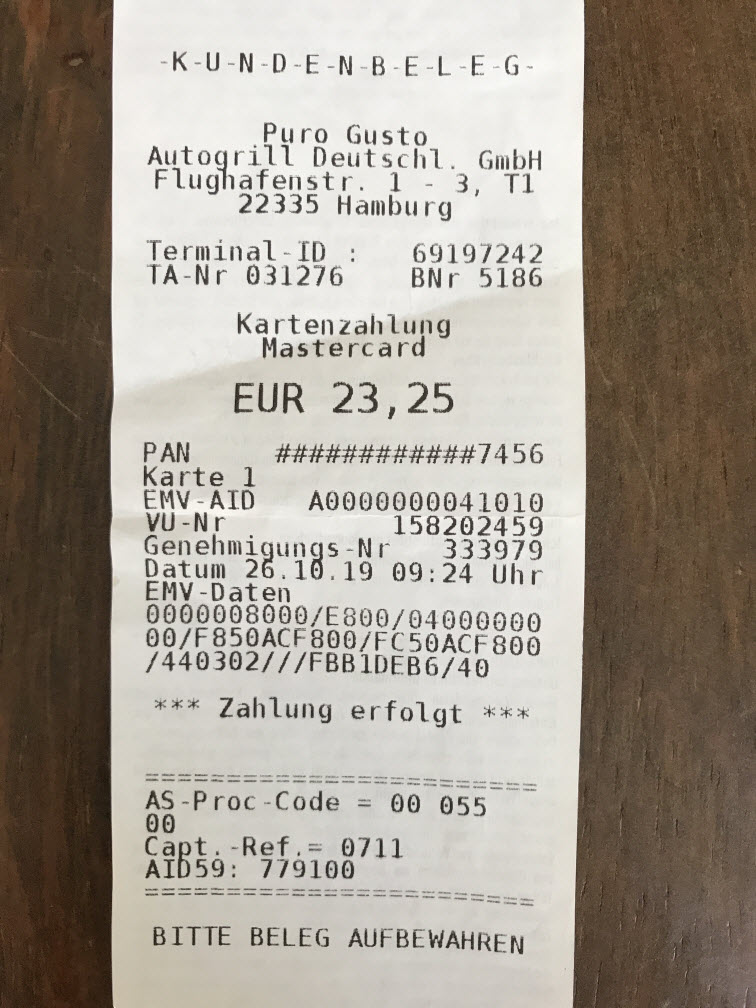 -K-U-N-D-E-N-B-E-L-E-G-
Puro Gusto
Autogrill Deutschl. GmbH
Flughafenstr. 1 - 3, T1
22335 Hamburg
Terminal-ID : 69197242
TA-Nr 031276 BNr 5186
Kartenzahlung
Mastercard
EUR 23,25
PAN ############7456
Karte 1
EMV-AID A0000000041010
VU-Nr 158202459
Genehmigungs-Nr 333979
Datum 26.10.19 09:24 Uhr
EMV-Daten
0000008000/E800/04000000
00/F850ACF800/FC50ACF800
/440302///FBB1DEB6/40
*** Zahlung erfolgt ***
========================
AS-Proc-Code = 00 055
00
Capt.-Ref.= 0711
AID59: 779100
========================
BITTE BELEG AUFBEWAHREN